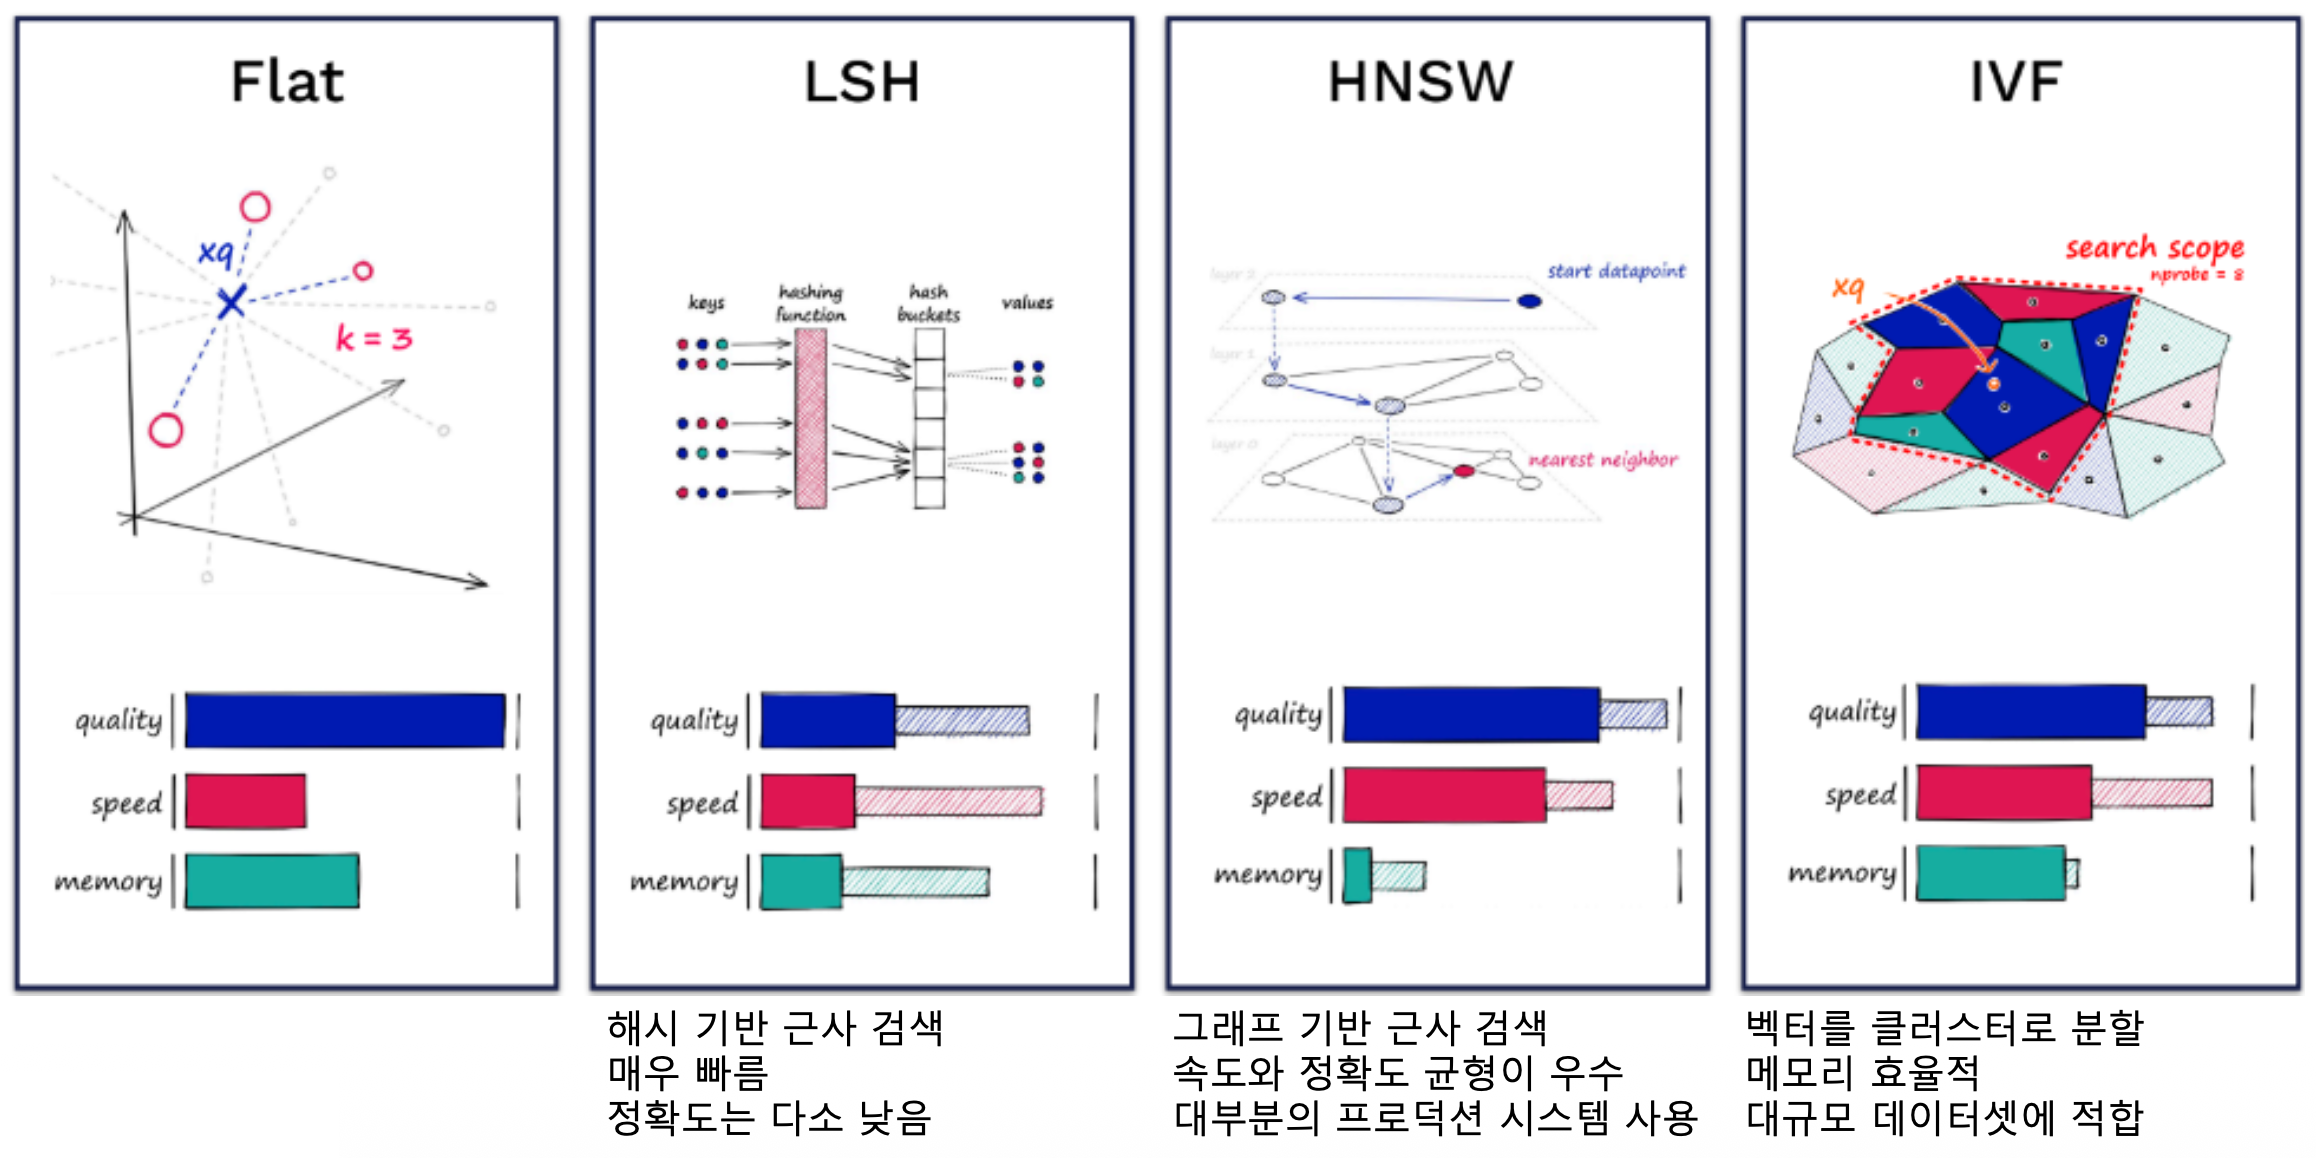 Flat
xq
k = 3
quality
speed
memory
LSH
keys
hashing
function
hash
buckets
values
quality
speed
memory
해시 기반 근사 검색
매우 빠름
정확도는 다소 낮음
HNSW
layer 2
start datapoint
layer 1
layer 0
nearest neighbor
quality
speed
memory
그래프 기반 근사 검색
속도와 정확도 균형이 우수
대부분의 프로덕션 시스템 사용
IVF
search scope
nprobe = 8
xq
quality
speed
memory
벡터를 클러스터로 분할
메모리 효율적
대규모 데이터셋에 적합